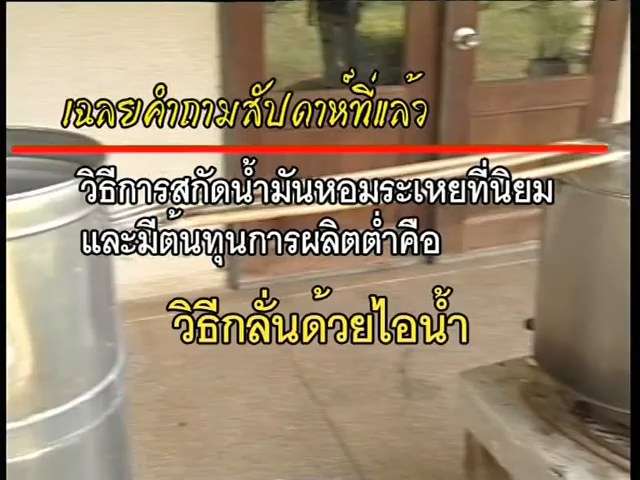 เฉลยคำถามสัปดาห์ที่แล้ว
วิธีการสกัดน้ำมันหอมระเหยที่นิยม
และมีต้นทุนการผลิตต่ำคือ
วิธีกลั่นด้วยไอน้ำ